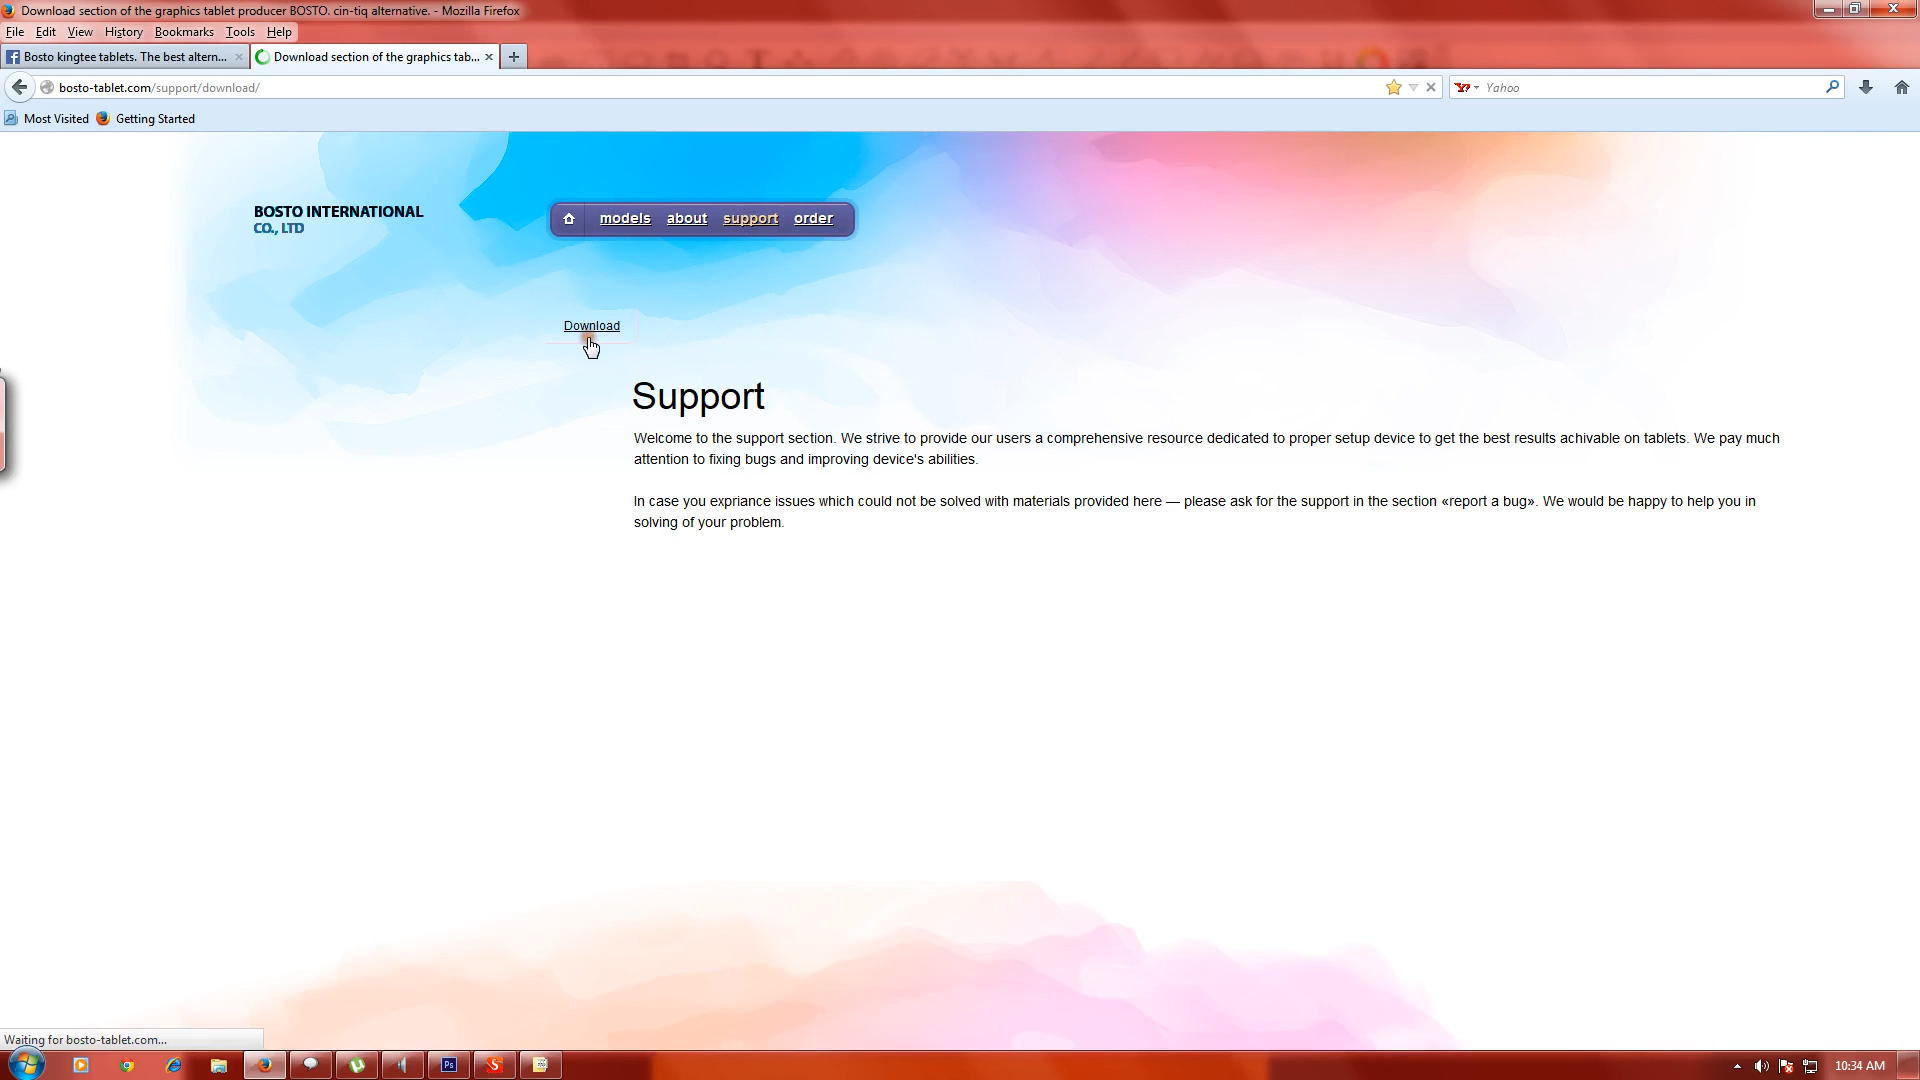 Download section of the graphics tablet producer BOSTO. cin-tiq alternative. - Mozilla Firefox
File Edit View History Bookmarks Tools Help
Bosto kingtee tablets. The best altern... Download section of the graphics tab...
bosto-tablet.com/support/download/ Yahoo
Most Visited Getting Started
BOSTO INTERNATIONAL
CO., LTD
models about support order
Download
Support
Welcome to the support section. We strive to provide our users a comprehensive resource dedicated to proper setup device to get the best results achivable on tablets. We pay much
attention to fixing bugs and improving device's abilities.
In case you expriance issues which could not be solved with materials provided here — please ask for the support in the section «report a bug». We would be happy to help you in
solving of your problem.
Waiting for bosto-tablet.com...
Ps
10:34 AM